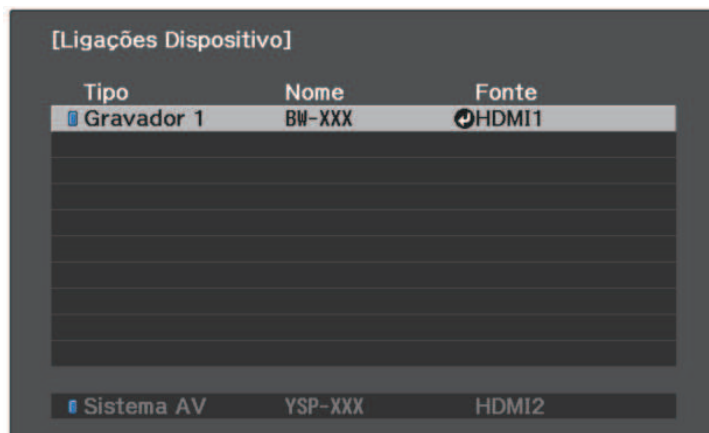 [Ligações Dispositivo]
Tipo Nome Fonte
Gravador 1 BW-XXX HDMI1
Sistema AV YSP-XXX HDMI2